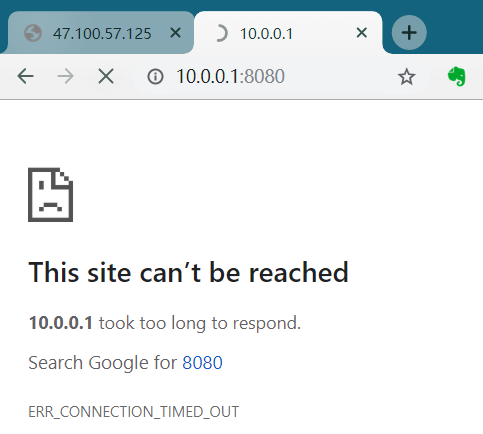 47.100.57.125
10.0.0.1
10.0.0.1:8080
This site can’t be reached
10.0.0.1 took too long to respond.
Search Google for 8080
ERR_CONNECTION_TIMED_OUT